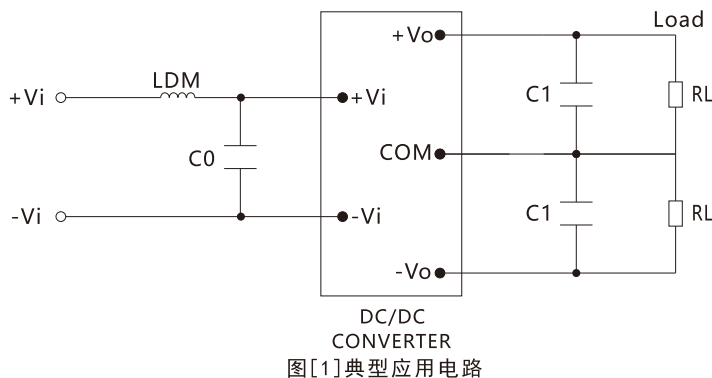 Load
+Vo
LDM
C1
RL
+Vi
+Vi
COM
C0
C1
RL
-Vi
-Vi
-Vo
DC/DC
CONVERTER
图[1]典型应用电路